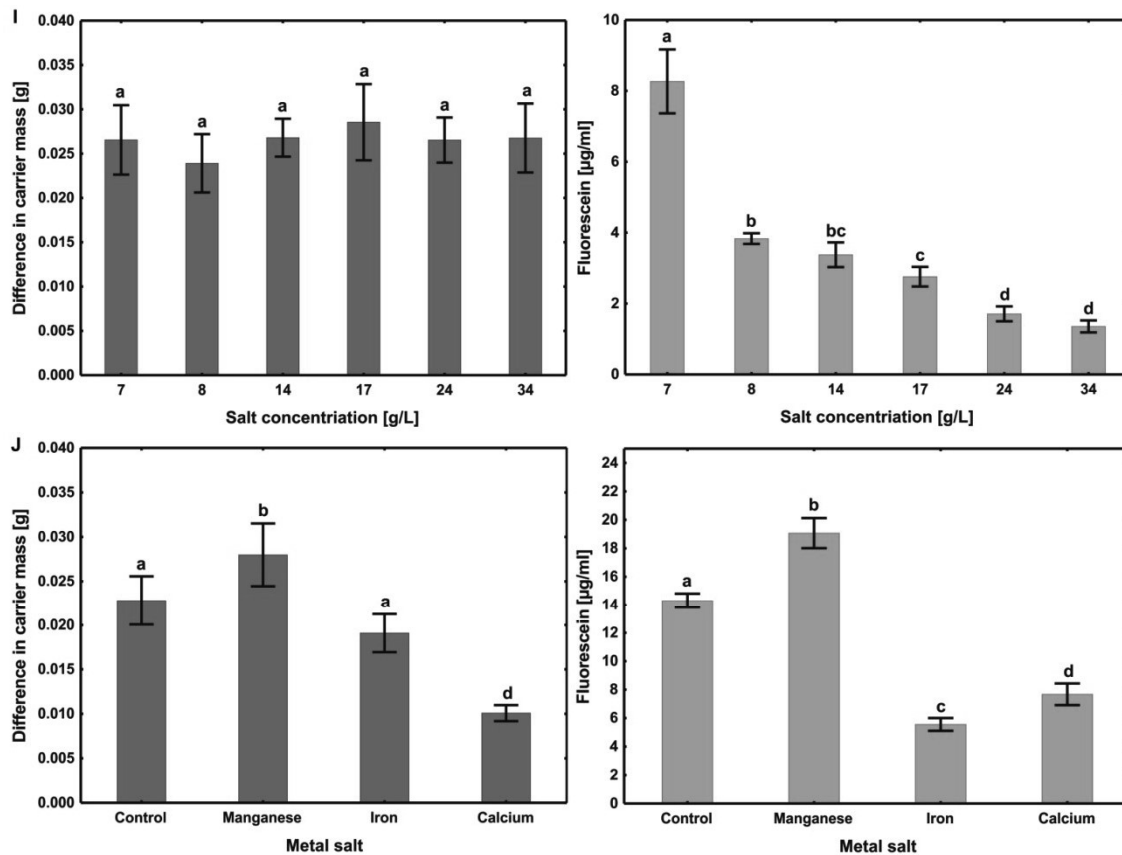 I
Difference in carrier mass [g]
0.040
0.035
0.030
0.025
0.020
0.015
0.010
0.005
0.000
a
a
a
a
a
a
7 8 14 17 24 34
Salt concentriation [g/L]
Fluorescein [µg/ml]
10
8
6
4
2
0
a
b
bc
c
d
d
7 8 14 17 24 34
Salt concentriation [g/L]
J
Difference in carrier mass [g]
0.040
0.035
0.030
0.025
0.020
0.015
0.010
0.005
0.000
a
b
a
d
Control Manganese Iron Calcium
Metal salt
Fluorescein [µg/ml]
24
22
20
18
16
14
12
10
8
6
4
2
0
a
b
c
d
Control Manganese Iron Calcium
Metal salt